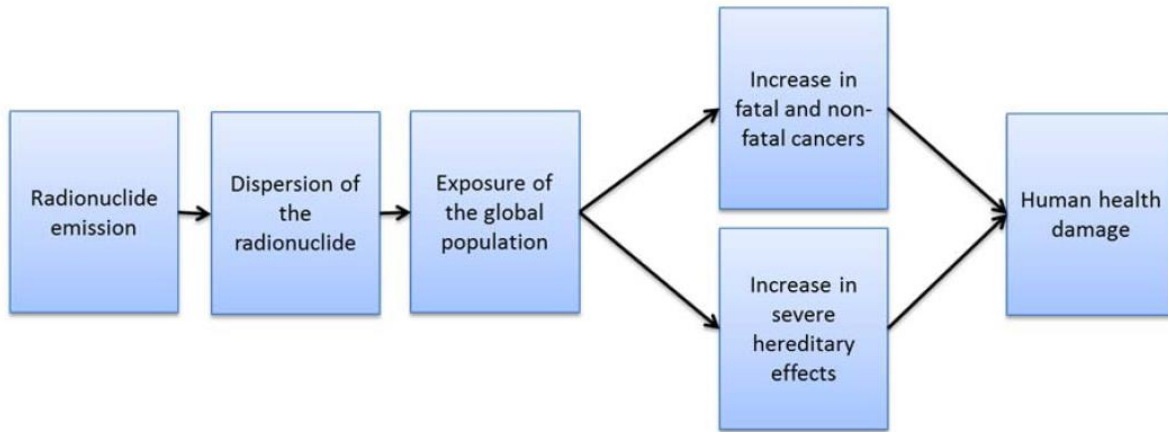 Radionuclide
emission
Dispersion of
the
radionuclide
Exposure of
the global
population
Increase in
fatal and non-
fatal cancers
Increase in
severe
hereditary
effects
Human health
damage